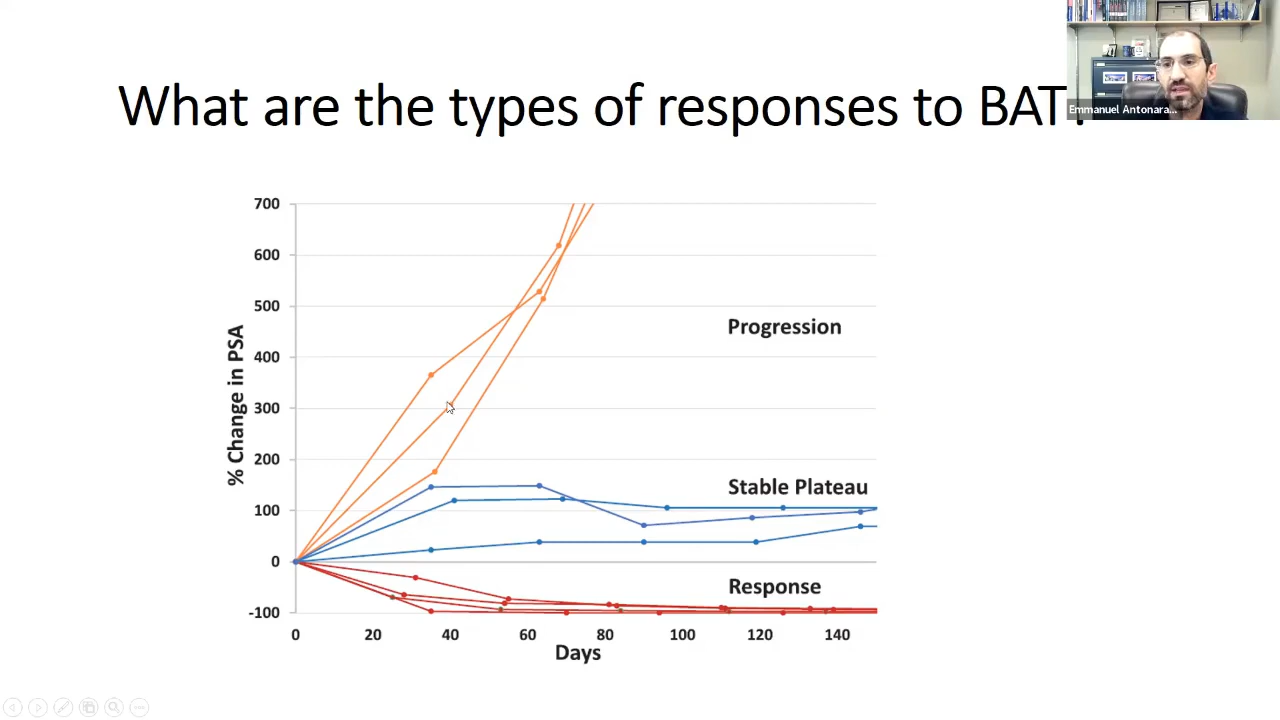 What are the types of responses to BAT
Emmanuel Antonara...
700
600
500
400
300
200
100
0
-100
% Change in PSA
Progression
Stable Plateau
Response
0 20 40 60 80 100 120 140
Days